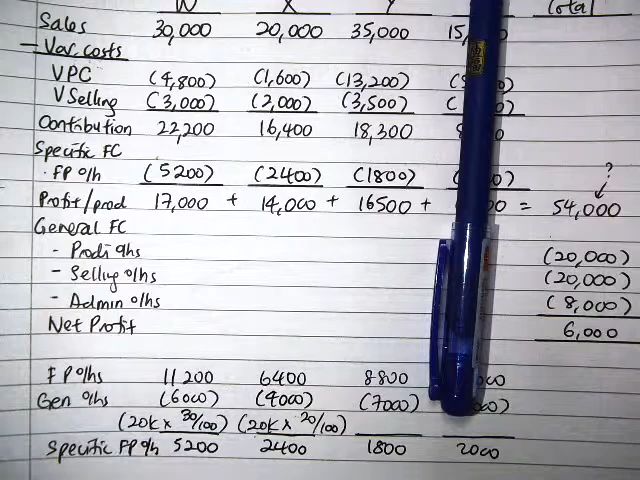 W X Y Total
Sales 30,000 20,000 35,000 15,
- Var. costs
VPC (4,800) (1,600) (13,200)
V Selling (3,000) (2,000) (3,500)
Contribution 22,200 16,400 18,300
Specific FC
· FP o/h (5200) (2400) (1800) ?
Profit/prod 17,000 + 14,000 + 16500 + = 54,000
General FC
- Prodn o/hs (20,000)
- Selling o/hs (20,000)
- Admin o/hs (8,000)
Net Profit 6,000
FP o/hs 11 200 6400 8800
Gen o/hs (6000) (4000) (7000)
(20K x 30/100) (20K x 20/100)
Specific FP o/h 5200 2400 1800 2000